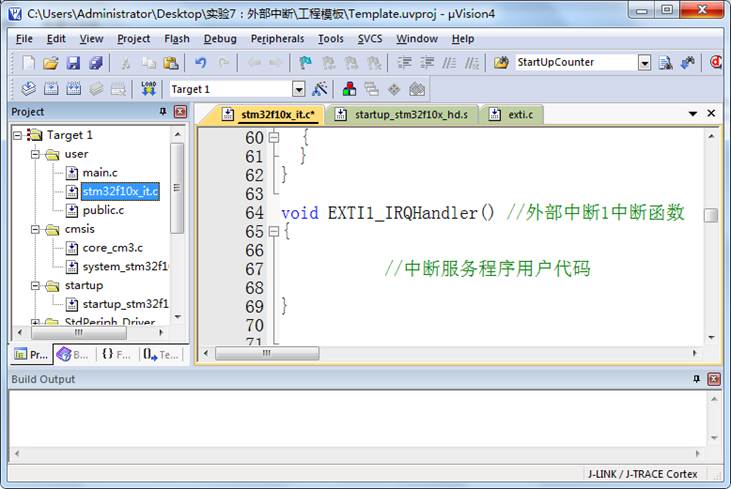 C:\Users\Administrator\Desktop\实验7：外部中断\工程模板\Template.uvproj - µVision4
File Edit View Project Flash Debug Peripherals Tools SVCS Window Help
StartUpCounter
LOAD
Target 1
Project
stm32f10x_it.c* startup_stm32f10x_hd.s exti.c
Target 1
user
main.c
stm32f10x_it.c
public.c
cmsis
core_cm3.c
system_stm32f10
startup
startup_stm32f1
StdPeriph_Driver
60 {
61 }
62 }
63
64 void EXTI1_IRQHandler() //外部中断1中断函数
65 {
66
67 //中断服务程序用户代码
68
69 }
70
71
Pr... B... {} F... Te...
Build Output
J-LINK / J-TRACE Cortex